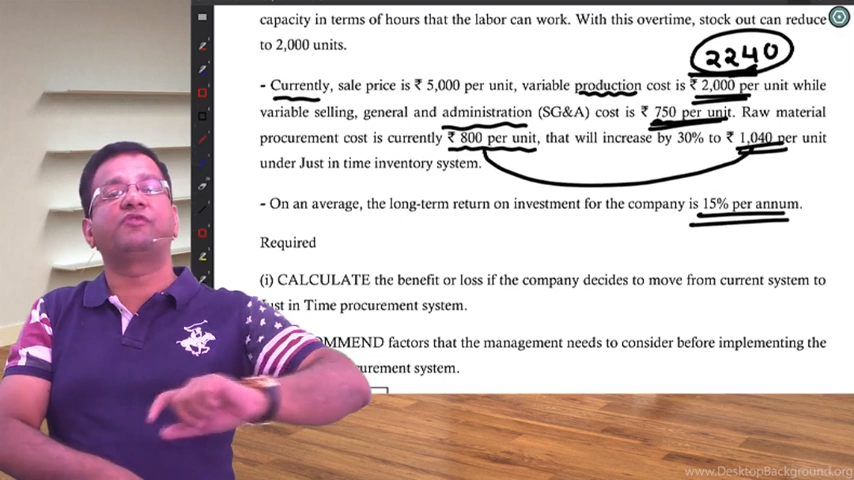 capacity in terms of hours that the labor can work. With this overtime, stock out can reduce
to 2,000 units.
2240
- Currently, sale price is ₹ 5,000 per unit, variable production cost is ₹ 2,000 per unit while
variable selling, general and administration (SG&A) cost is ₹ 750 per unit. Raw material
procurement cost is currently ₹ 800 per unit, that will increase by 30% to ₹ 1,040 per unit
under Just in time inventory system.
- On an average, the long-term return on investment for the company is 15% per annum.
Required
(i) CALCULATE the benefit or loss if the company decides to move from current system to
Just in Time procurement system.
factors that the management needs to consider before implementing the
system.
www.DesktopBackground.org